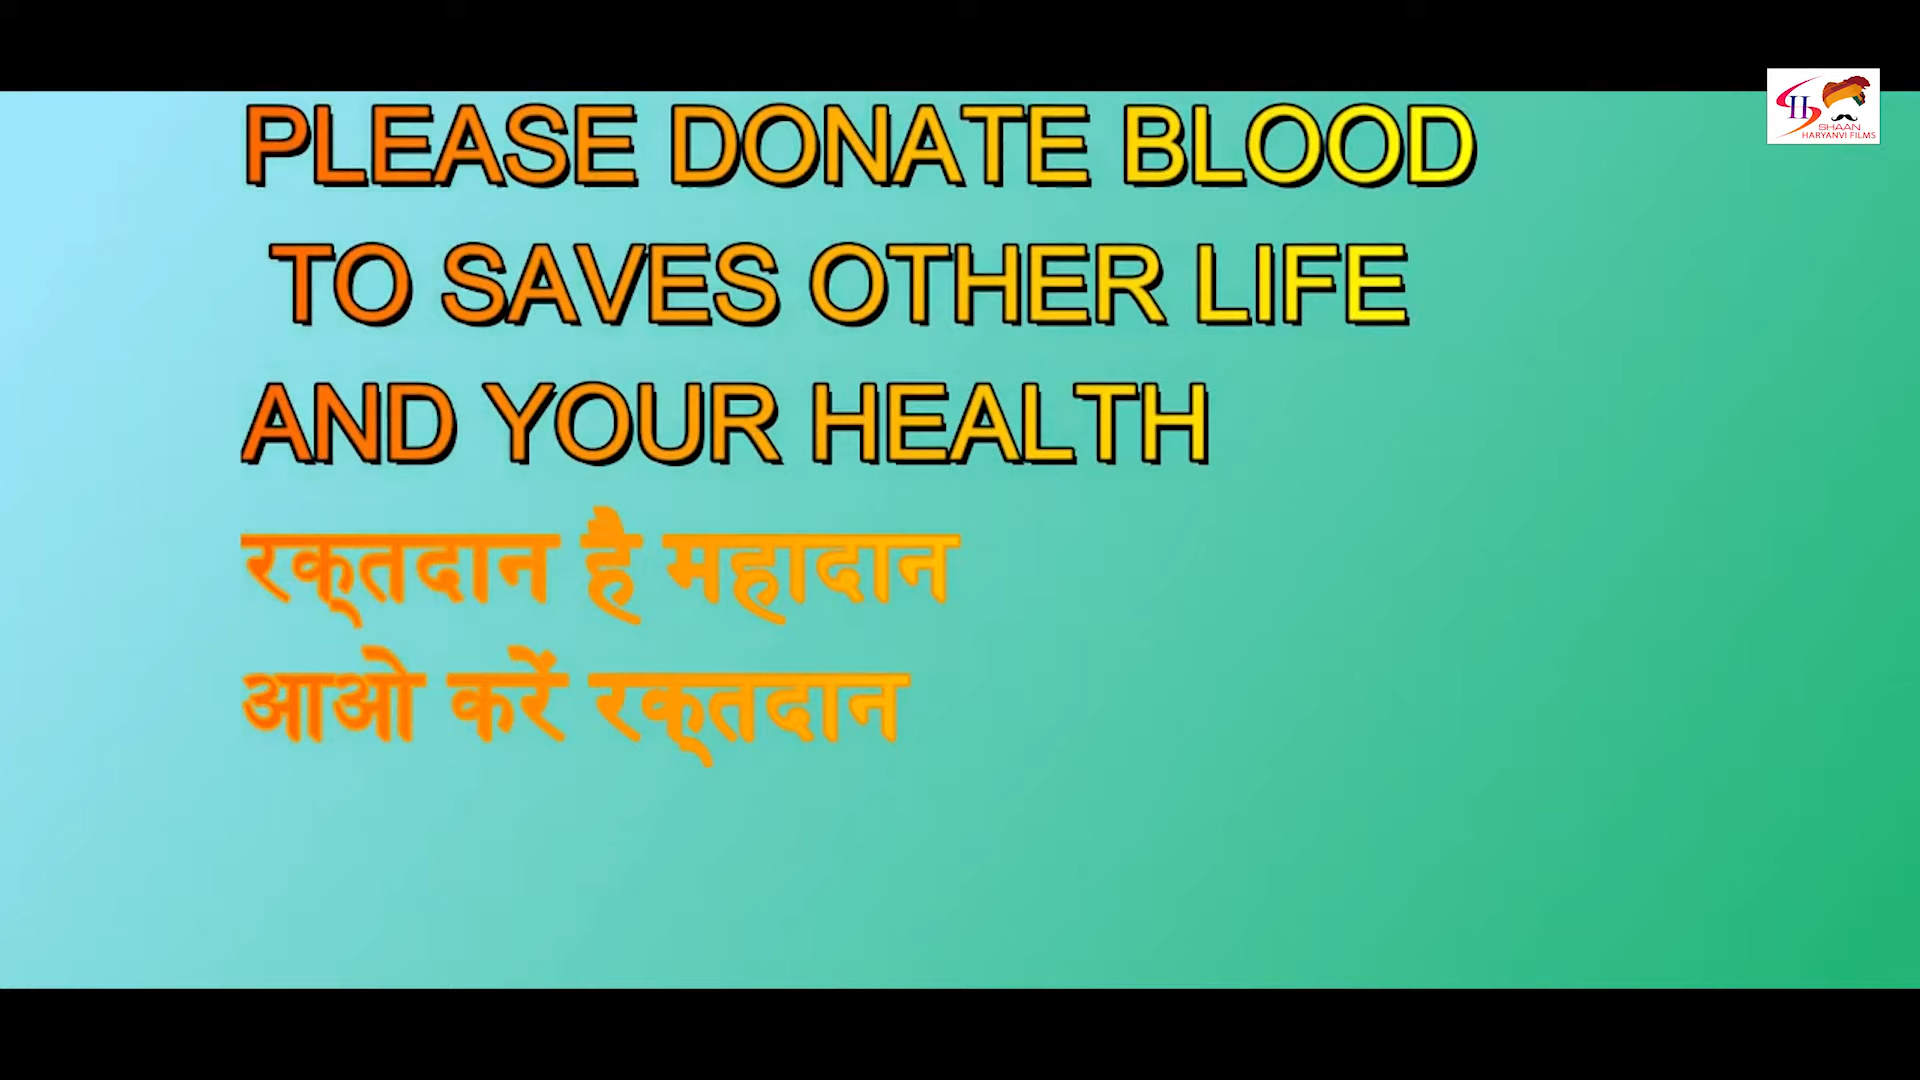 PLEASE DONATE BLOOD
TO SAVES OTHER LIFE
AND YOUR HEALTH
रक्तदान है महादान
आओ करें रक्तदान
SHAAN
HARYANVI FILMS